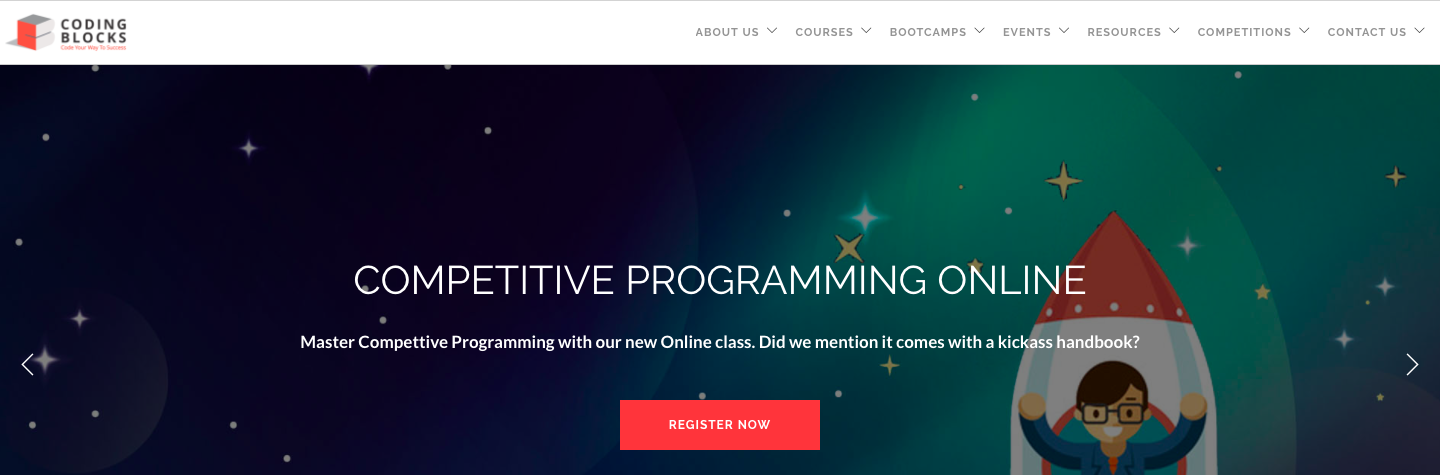 CODING
BLOCKS
Code Your Way To Success
ABOUT US COURSES BOOTCAMPS EVENTS RESOURCES COMPETITIONS CONTACT US
COMPETITIVE PROGRAMMING ONLINE
Master Compettive Programming with our new Online class. Did we mention it comes with a kickass handbook?
REGISTER NOW